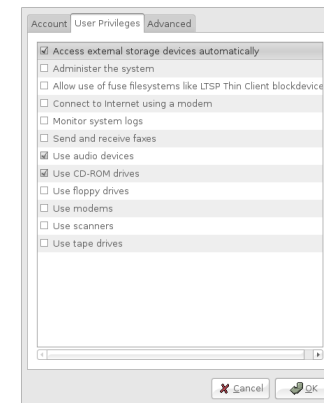 Account User Privileges Advanced
Access external storage devices automatically
Administer the system
Allow use of fuse filesystems like LTSP Thin Client blockdevice
Connect to Internet using a modem
Monitor system logs
Send and receive faxes
Use audio devices
Use CD-ROM drives
Use floppy drives
Use modems
Use scanners
Use tape drives
Cancel OK